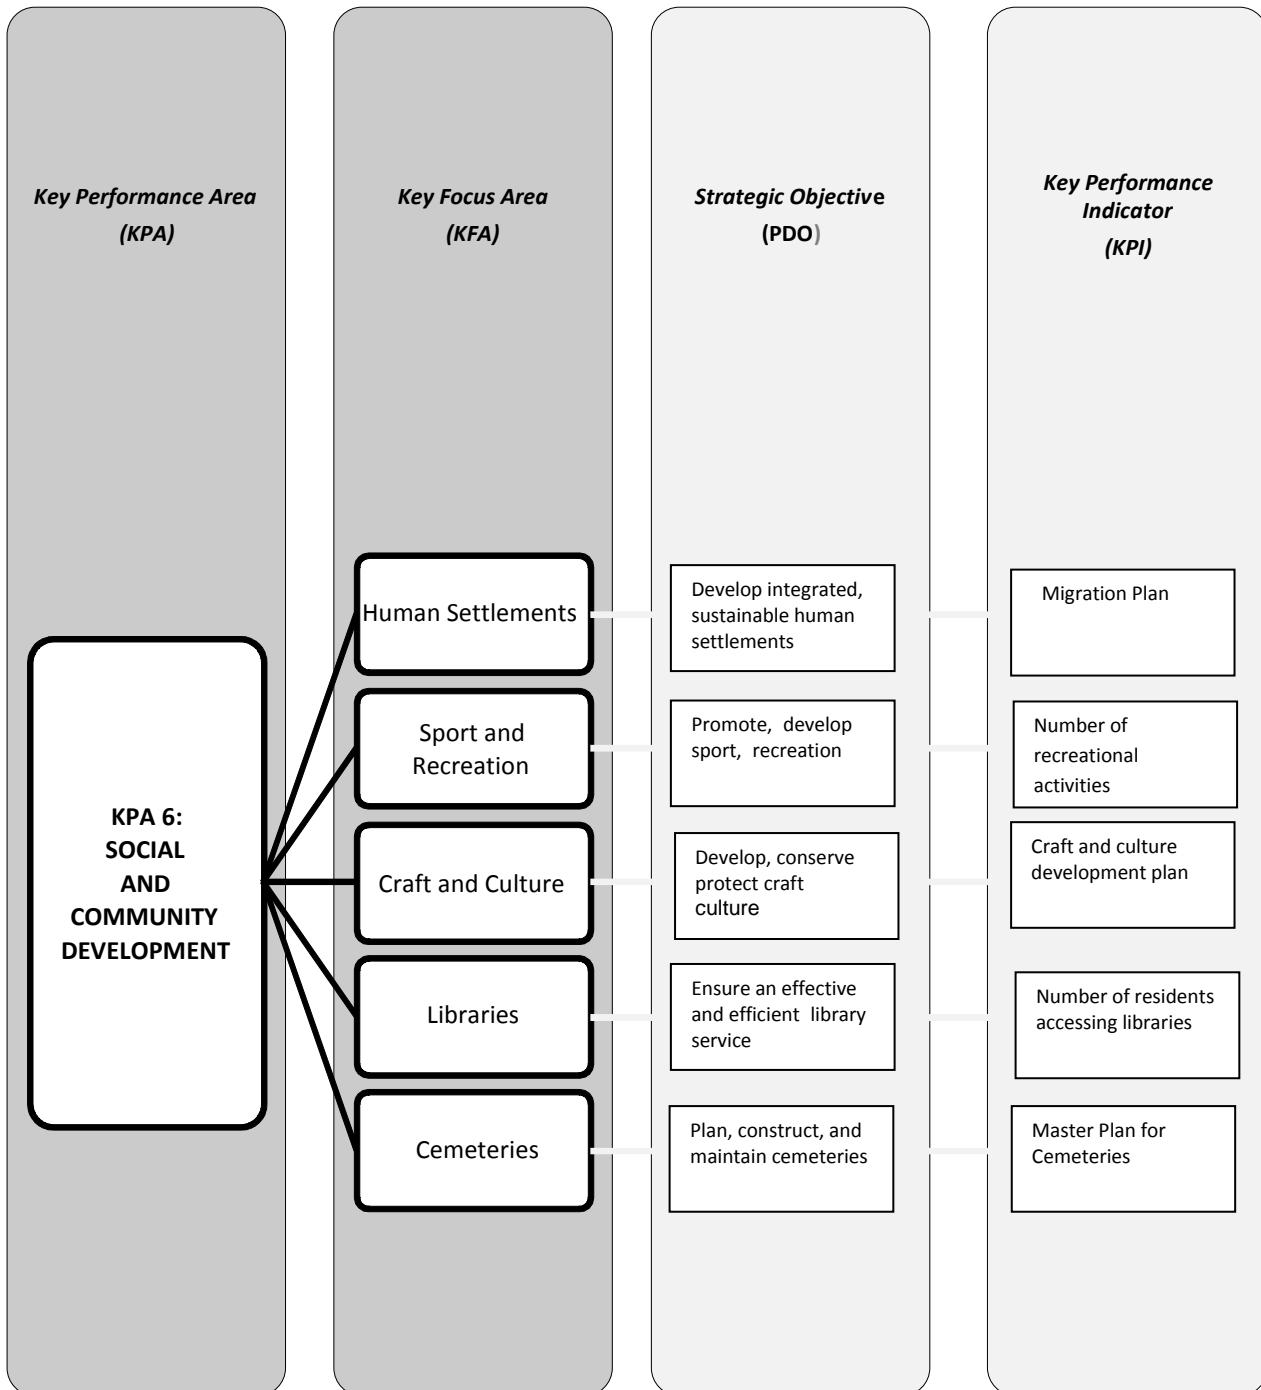 Key Performance Area
(KPA)
Key Focus Area
(KFA)
Strategic Objective
(PDO)
Key Performance
Indicator
(KPI)
KPA 6:
SOCIAL
AND
COMMUNITY
DEVELOPMENT
Human Settlements
Develop integrated,
sustainable human
settlements
Migration Plan
Sport and
Recreation
Promote, develop
sport, recreation
Number of
recreational
activities
Craft and Culture
Develop, conserve
protect craft
culture
Craft and culture
development plan
Libraries
Ensure an effective
and efficient library
service
Number of residents
accessing libraries
Cemeteries
Plan, construct, and
maintain cemeteries
Master Plan for
Cemeteries